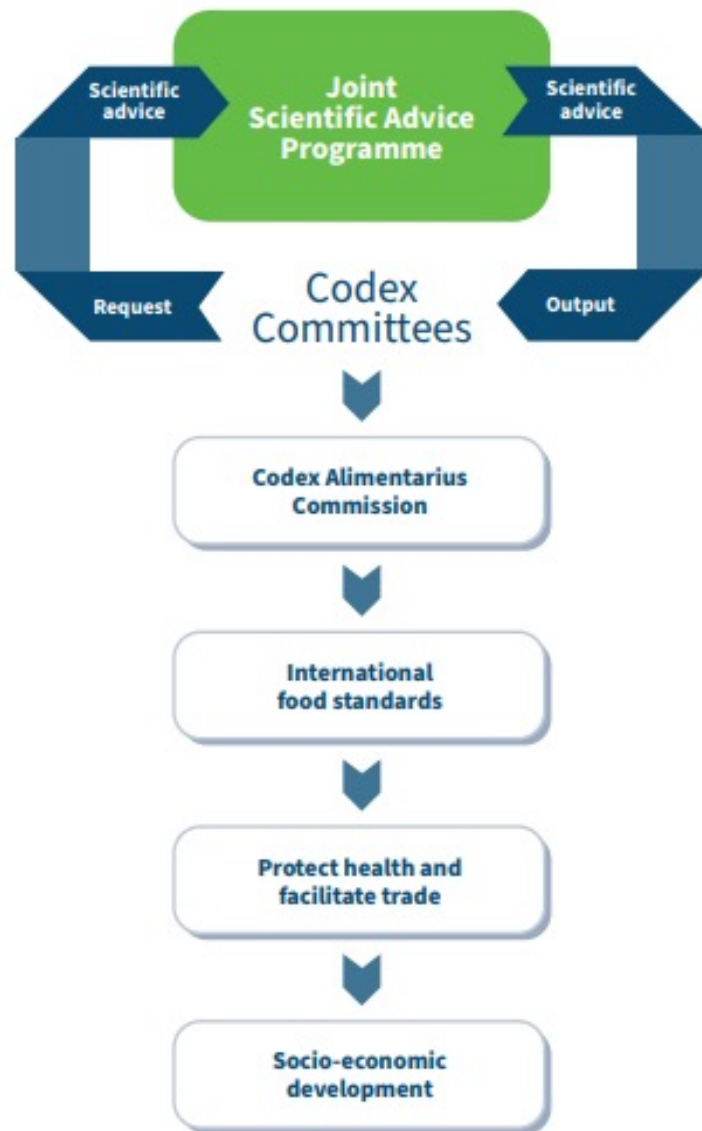 Scientific
advice
Joint
Scientific Advice
Programme
Scientific
advice
Request
Codex
Committees
Output
Codex Alimentarius
Commission
International
food standards
Protect health and
facilitate trade
Socio-economic
development